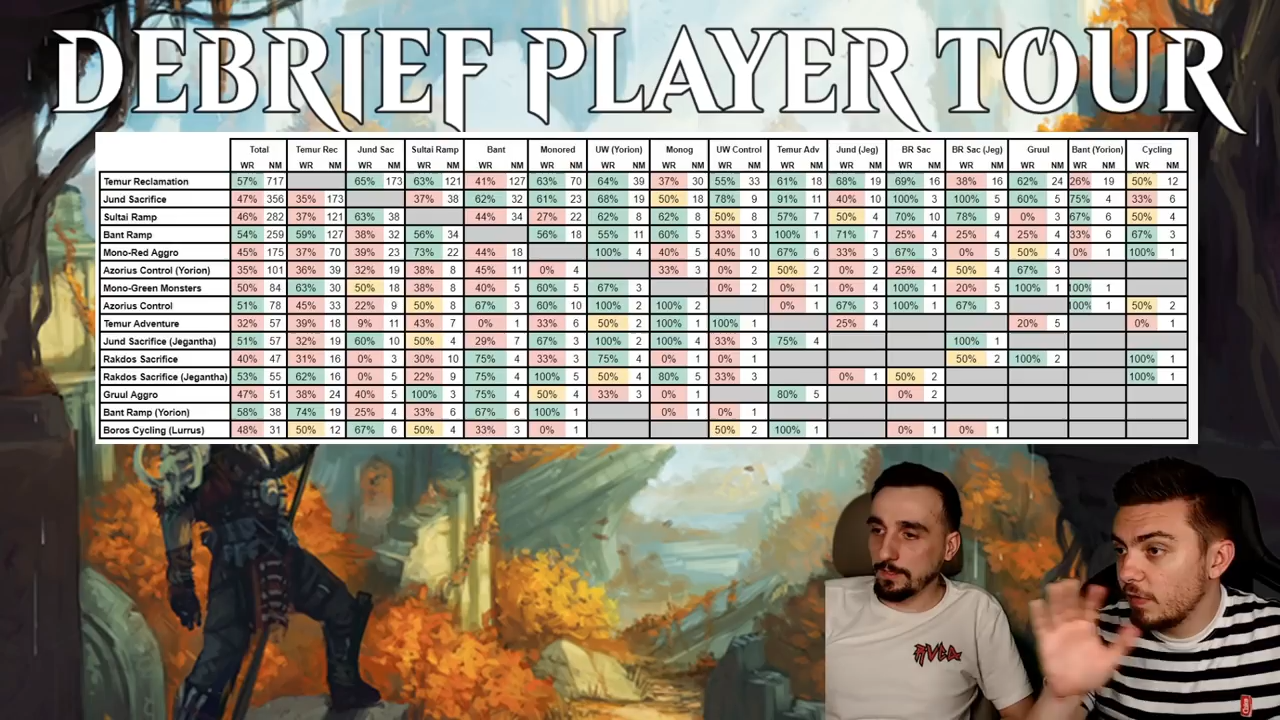 DEBRIEF PLAYER TOUR
Total Temur Rec Jund Sac Sultai Ramp Bant Monored UW (Yorion) Monog UW Control Temur Adv Jund (Jeg) BR Sac BR Sac (Jeg) Gruul Bant (Yorion) Cycling
WR NM WR NM WR NM WR NM WR NM WR NM WR NM WR NM WR NM WR NM WR NM WR NM WR NM WR NM WR NM WR NM
Temur Reclamation 57% 717 65% 173 63% 121 41% 127 63% 70 64% 39 37% 30 55% 33 61% 18 68% 19 69% 16 38% 16 62% 24 26% 19 50% 12
Jund Sacrifice 47% 356 35% 173 37% 38 62% 32 61% 23 68% 19 50% 18 78% 9 91% 11 40% 10 100% 3 100% 5 60% 5 75% 4 33% 6
Sultai Ramp 46% 282 37% 121 63% 38 44% 34 27% 22 62% 8 62% 8 50% 8 57% 7 50% 4 70% 10 78% 9 0% 3 67% 6 50% 4
Bant Ramp 54% 259 59% 127 38% 32 56% 34 56% 18 55% 11 60% 5 33% 3 100% 1 71% 7 25% 4 25% 4 25% 4 33% 6 67% 3
Mono-Red Aggro 45% 175 37% 70 39% 23 73% 22 44% 18 100% 4 40% 5 40% 10 67% 6 33% 3 67% 3 0% 5 50% 4 0% 1 100% 1
Azorius Control (Yorion) 35% 101 36% 39 32% 19 38% 8 45% 11 0% 4 33% 3 0% 2 50% 2 0% 2 25% 4 50% 4 67% 3
Mono-Green Monsters 50% 84 63% 30 50% 18 38% 8 40% 5 60% 5 67% 3 0% 2 0% 1 0% 4 100% 1 20% 5 100% 1 100% 1
Azorius Control 51% 78 45% 33 22% 9 50% 8 67% 3 60% 10 100% 2 100% 2 0% 1 67% 3 100% 1 67% 3 100% 1 50% 2
Temur Adventure 32% 57 39% 18 9% 11 43% 7 0% 1 33% 6 50% 2 100% 1 100% 1 25% 4 20% 5 0% 1
Jund Sacrifice (Jegantha) 51% 57 32% 19 60% 10 50% 4 29% 7 67% 3 100% 2 100% 4 33% 3 75% 4 100% 1
Rakdos Sacrifice 40% 47 31% 16 0% 3 30% 10 75% 4 33% 3 75% 4 0% 1 0% 1 50% 2 100% 2 100% 1
Rakdos Sacrifice (Jegantha) 53% 55 62% 16 0% 5 22% 9 75% 4 100% 5 50% 4 80% 5 33% 3 0% 1 50% 2 100% 1
Gruul Aggro 47% 51 38% 24 40% 5 100% 3 75% 4 50% 4 33% 3 0% 1 80% 5 0% 2
Bant Ramp (Yorion) 58% 38 74% 19 25% 4 33% 6 67% 6 100% 1 0% 1 0% 1
Boros Cycling (Lurrus) 48% 31 50% 12 67% 6 50% 4 33% 3 0% 1 50% 2 100% 1 0% 1 0% 1
RVCA